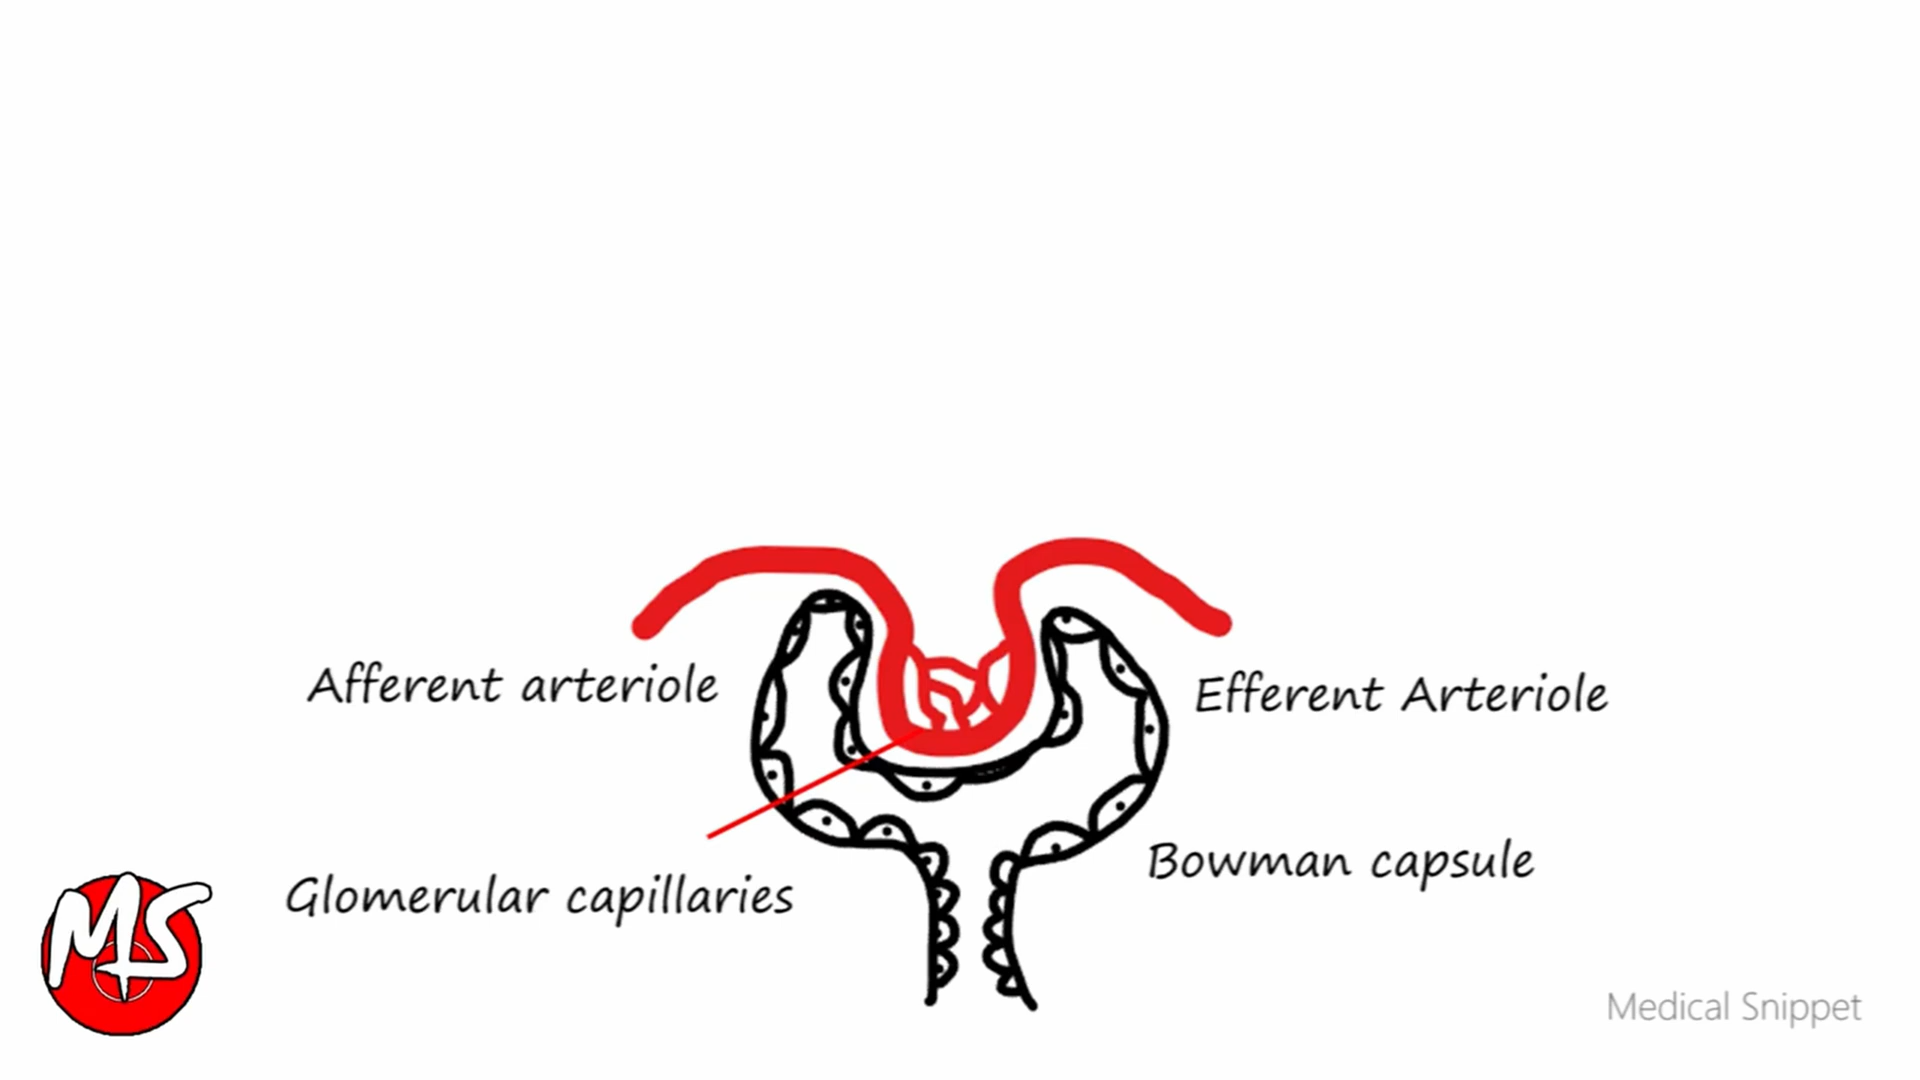 Afferent arteriole
Efferent Arteriole
Glomerular capillaries
Bowman capsule
MS
Medical Snippet